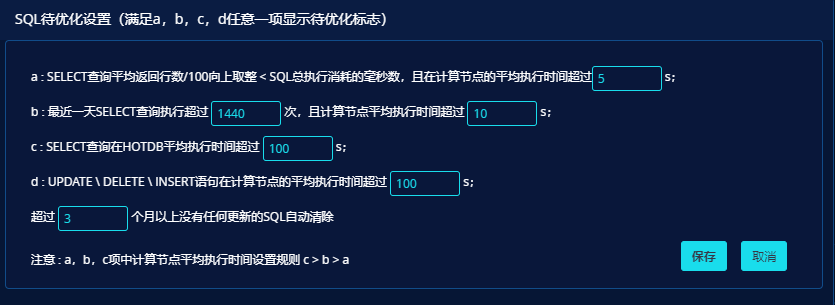 SQL待优化设置（满足a，b，c，d任意一项显示待优化标志）
a : SELECT查询平均返回行数/100向上取整 < SQL总执行消耗的毫秒数，且在计算节点的平均执行时间超过 5 s;
b : 最近一天SELECT查询执行超过 1440 次，且计算节点平均执行时间超过 10 s;
c : SELECT查询在HOTDB平均执行时间超过 100 s;
d : UPDATE \ DELETE \ INSERT语句在计算节点的平均执行时间超过 100 s;
超过 3 个月以上没有任何更新的SQL自动清除
注意 : a，b，c项中计算节点平均执行时间设置规则 c > b > a
保存 取消